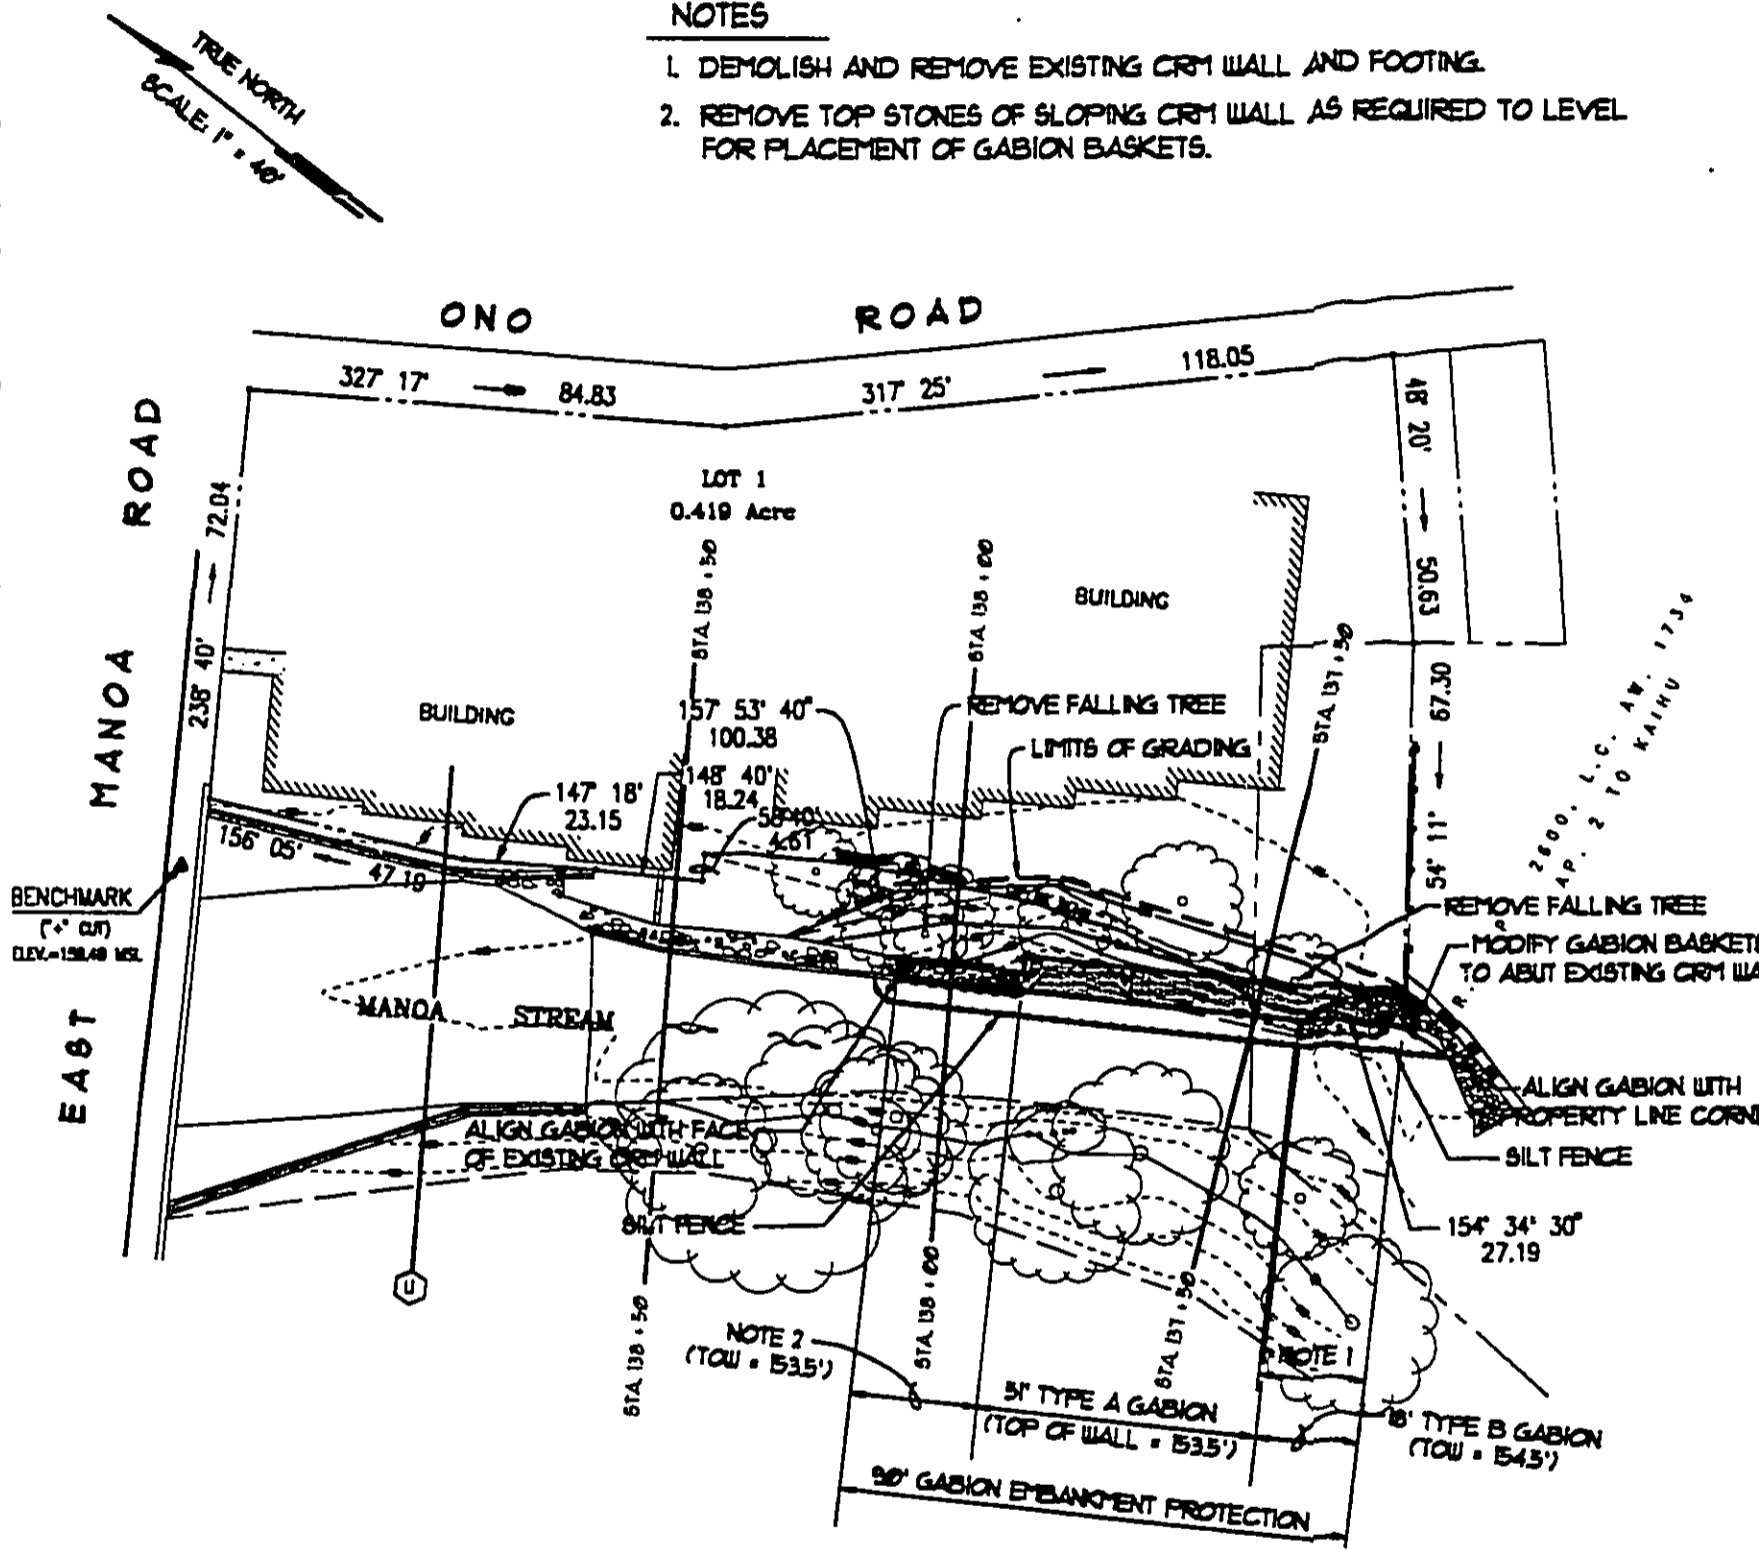 TRUE NORTH
SCALE: 1" = 40'
NOTES
1. DEMOLISH AND REMOVE EXISTING CRM WALL AND FOOTING.
2. REMOVE TOP STONES OF SLOPING CRM WALL AS REQUIRED TO LEVEL
FOR PLACEMENT OF GABION BASKETS.
ONO ROAD
327° 17' 84.83
317° 25' 118.05
EAST MANOA ROAD
238° 40' 72.04
48° 20' 50.63
LOT 1
0.419 Acre
STA. 138 + 50
STA. 138 + 00
STA. 137 + 50
BUILDING
BUILDING
54° 11' 67.30
L.C. AW. 1734
AP. 2 TO KAIHU
157° 53' 40"
100.38
REMOVE FALLING TREE
LIMITS OF GRADING
148° 40'
18.24
4.61
147° 18'
23.15
156° 05' 47.19
BENCHMARK
("+" CUT)
REMOVE FALLING TREE
MODIFY GABION BASKETS
TO ABUT EXISTING CRM WA
MANOA STREAM
ALIGN GABION WITH
PROPERTY LINE CORN
SILT FENCE
ALIGN GABION WITH FACE
OF EXISTING CRM WALL
SILT FENCE
154° 34' 30"
27.19
U
STA. 138 + 50
STA. 138 + 00
STA. 137 + 50
NOTE 2
(TOW = 153.5')
NOTE 1
51' TYPE A GABION
(TOP OF WALL = 153.5')
18' TYPE B GABION
(TOW = 154.5')
90' GABION EMBANKMENT PROTECTION